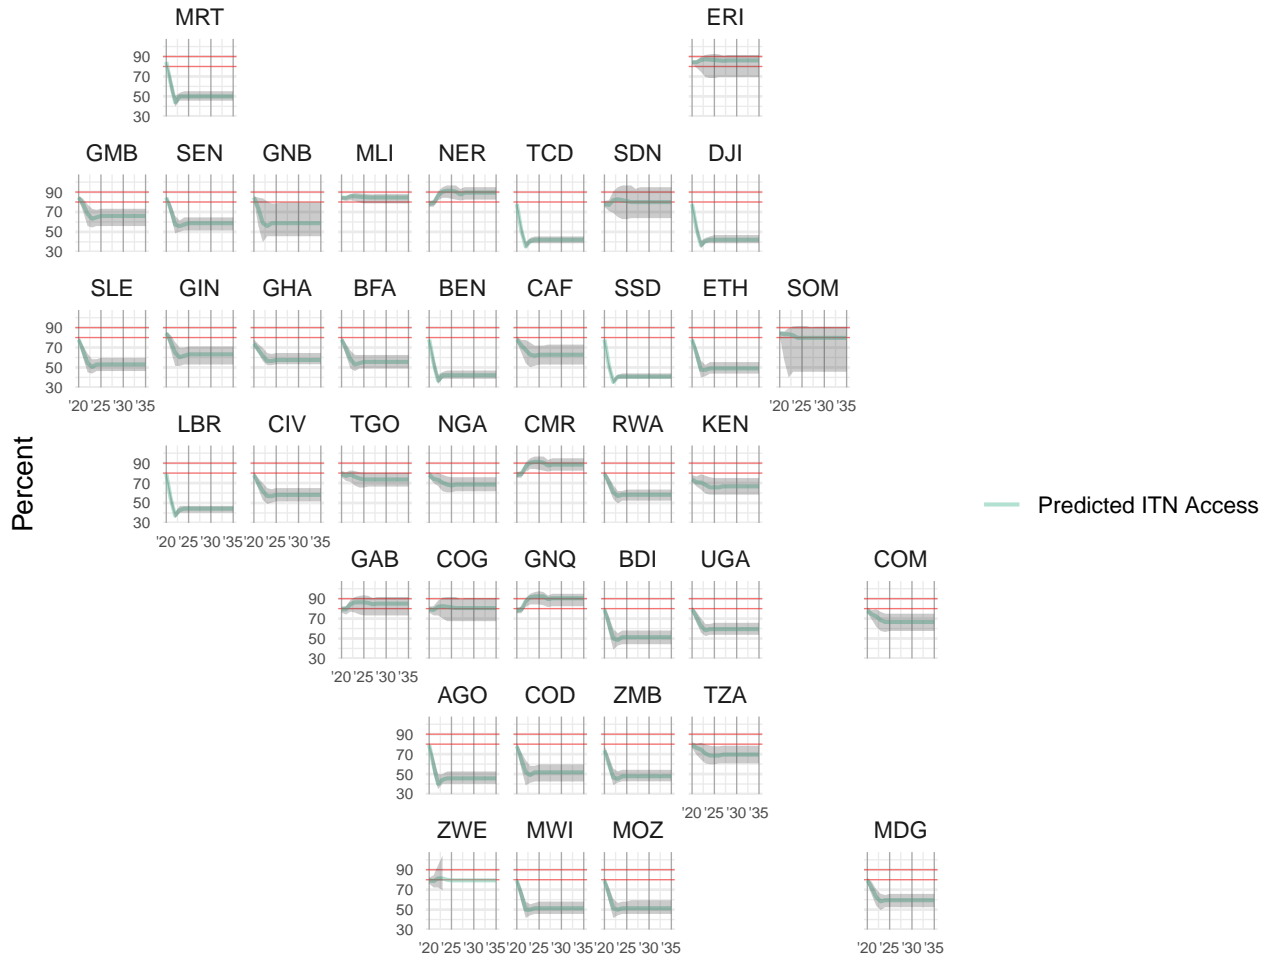 MRT ERI
90
70
50
30
GMB SEN GNB MLI NER TCD SDN DJI
90
70
50
30
SLE GIN GHA BFA BEN CAF SSD ETH SOM
90
70
50
30
'20 '25 '30 '35 '20 '25 '30 '35
LBR CIV TGO NGA CMR RWA KEN
90
70
50
30
'20 '25 '30 '35 '20 '25 '30 '35
Percent
Predicted ITN Access
GAB COG GNQ BDI UGA COM
90
70
50
30
'20 '25 '30 '35
AGO COD ZMB TZA
90
70
50
30
'20 '25 '30 '35
ZWE MWI MOZ MDG
90
70
50
30
'20 '25 '30 '35 '20 '25 '30 '35 '20 '25 '30 '35 '20 '25 '30 '35